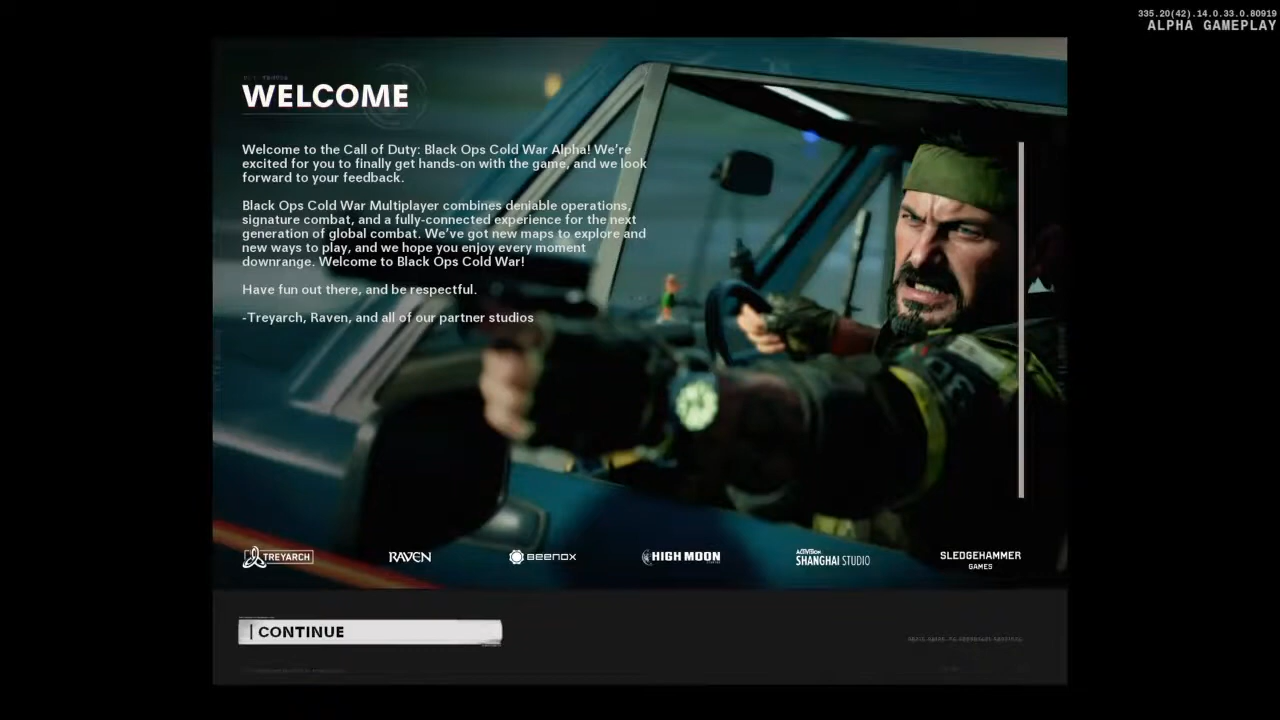 335.20(42).14.0.33.0.80919
ALPHA GAMEPLAY
WELCOME
Welcome to the Call of Duty: Black Ops Cold War Alpha! We're
excited for you to finally get hands-on with the game, and we look
forward to your feedback.
Black Ops Cold War Multiplayer combines deniable operations,
signature combat, and a fully-connected experience for the next
generation of global combat. We've got new maps to explore and
new ways to play, and we hope you enjoy every moment
downrange. Welcome to Black Ops Cold War!
Have fun out there, and be respectful.
-Treyarch, Raven, and all of our partner studios
TREYARCH RAVEN BEENOX HIGH MOON ACTIVISION SHANGHAI STUDIO SLEDGEHAMMER GAMES
CONTINUE